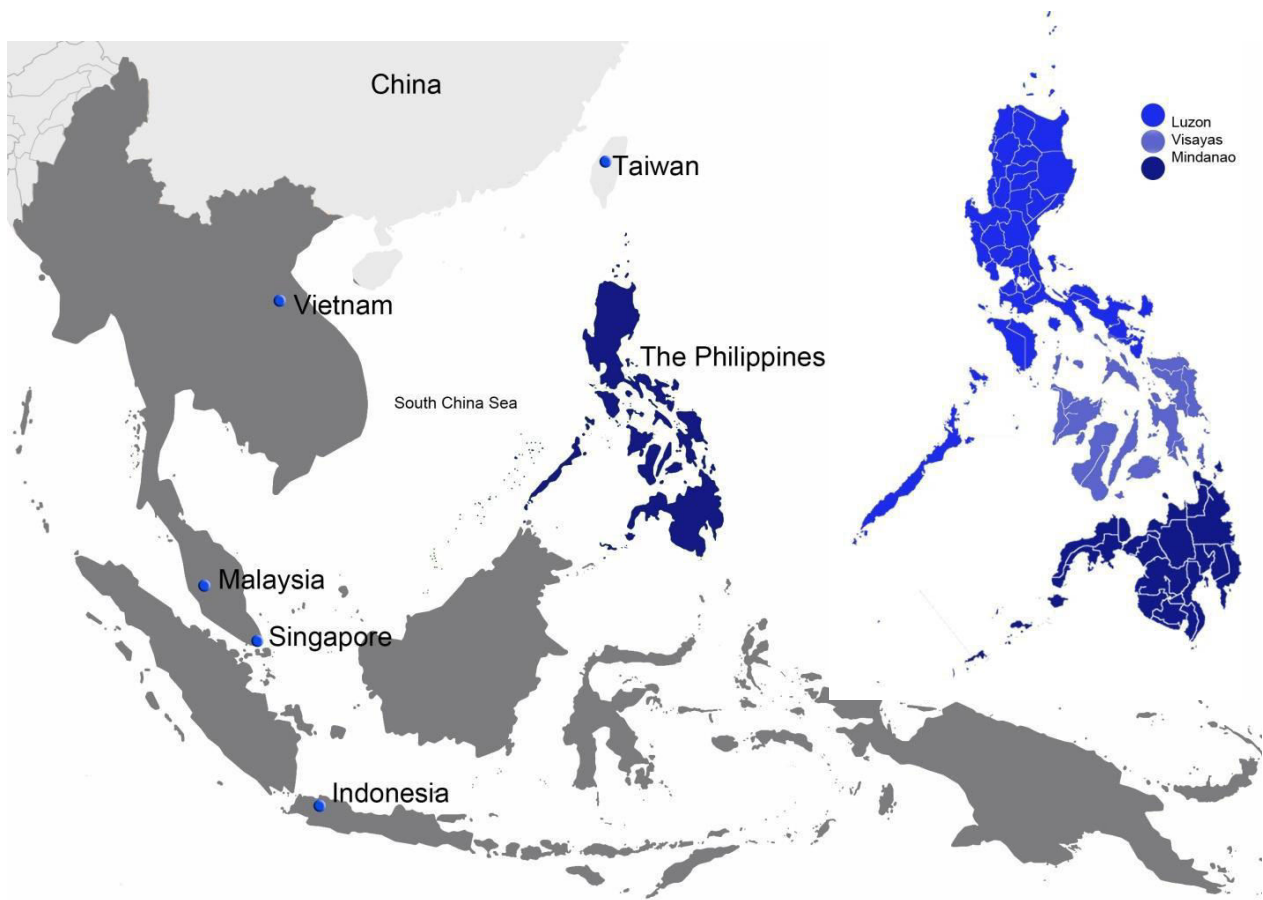 China
Taiwan
Vietnam
The Philippines
South China Sea
Malaysia
Singapore
Indonesia
Luzon
Visayas
Mindanao